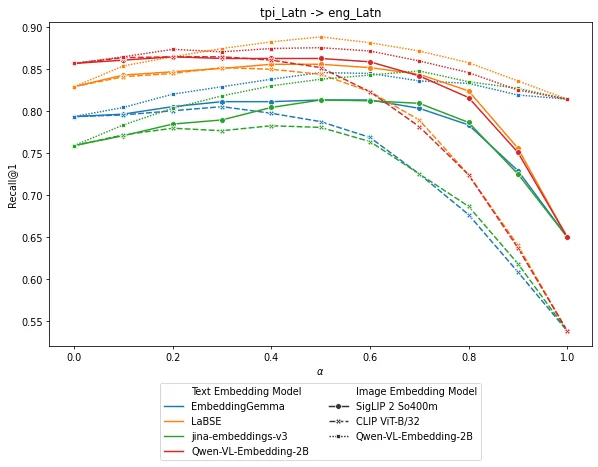 tpi_Latn -> eng_Latn
Recall@1
0.90
0.85
0.80
0.75
0.70
0.65
0.60
0.55
0.0 0.2 0.4 0.6 0.8 1.0
α
Text Embedding Model
EmbeddingGemma
LaBSE
jina-embeddings-v3
Qwen-VL-Embedding-2B
Image Embedding Model
SigLIP 2 So400m
CLIP ViT-B/32
Qwen-VL-Embedding-2B